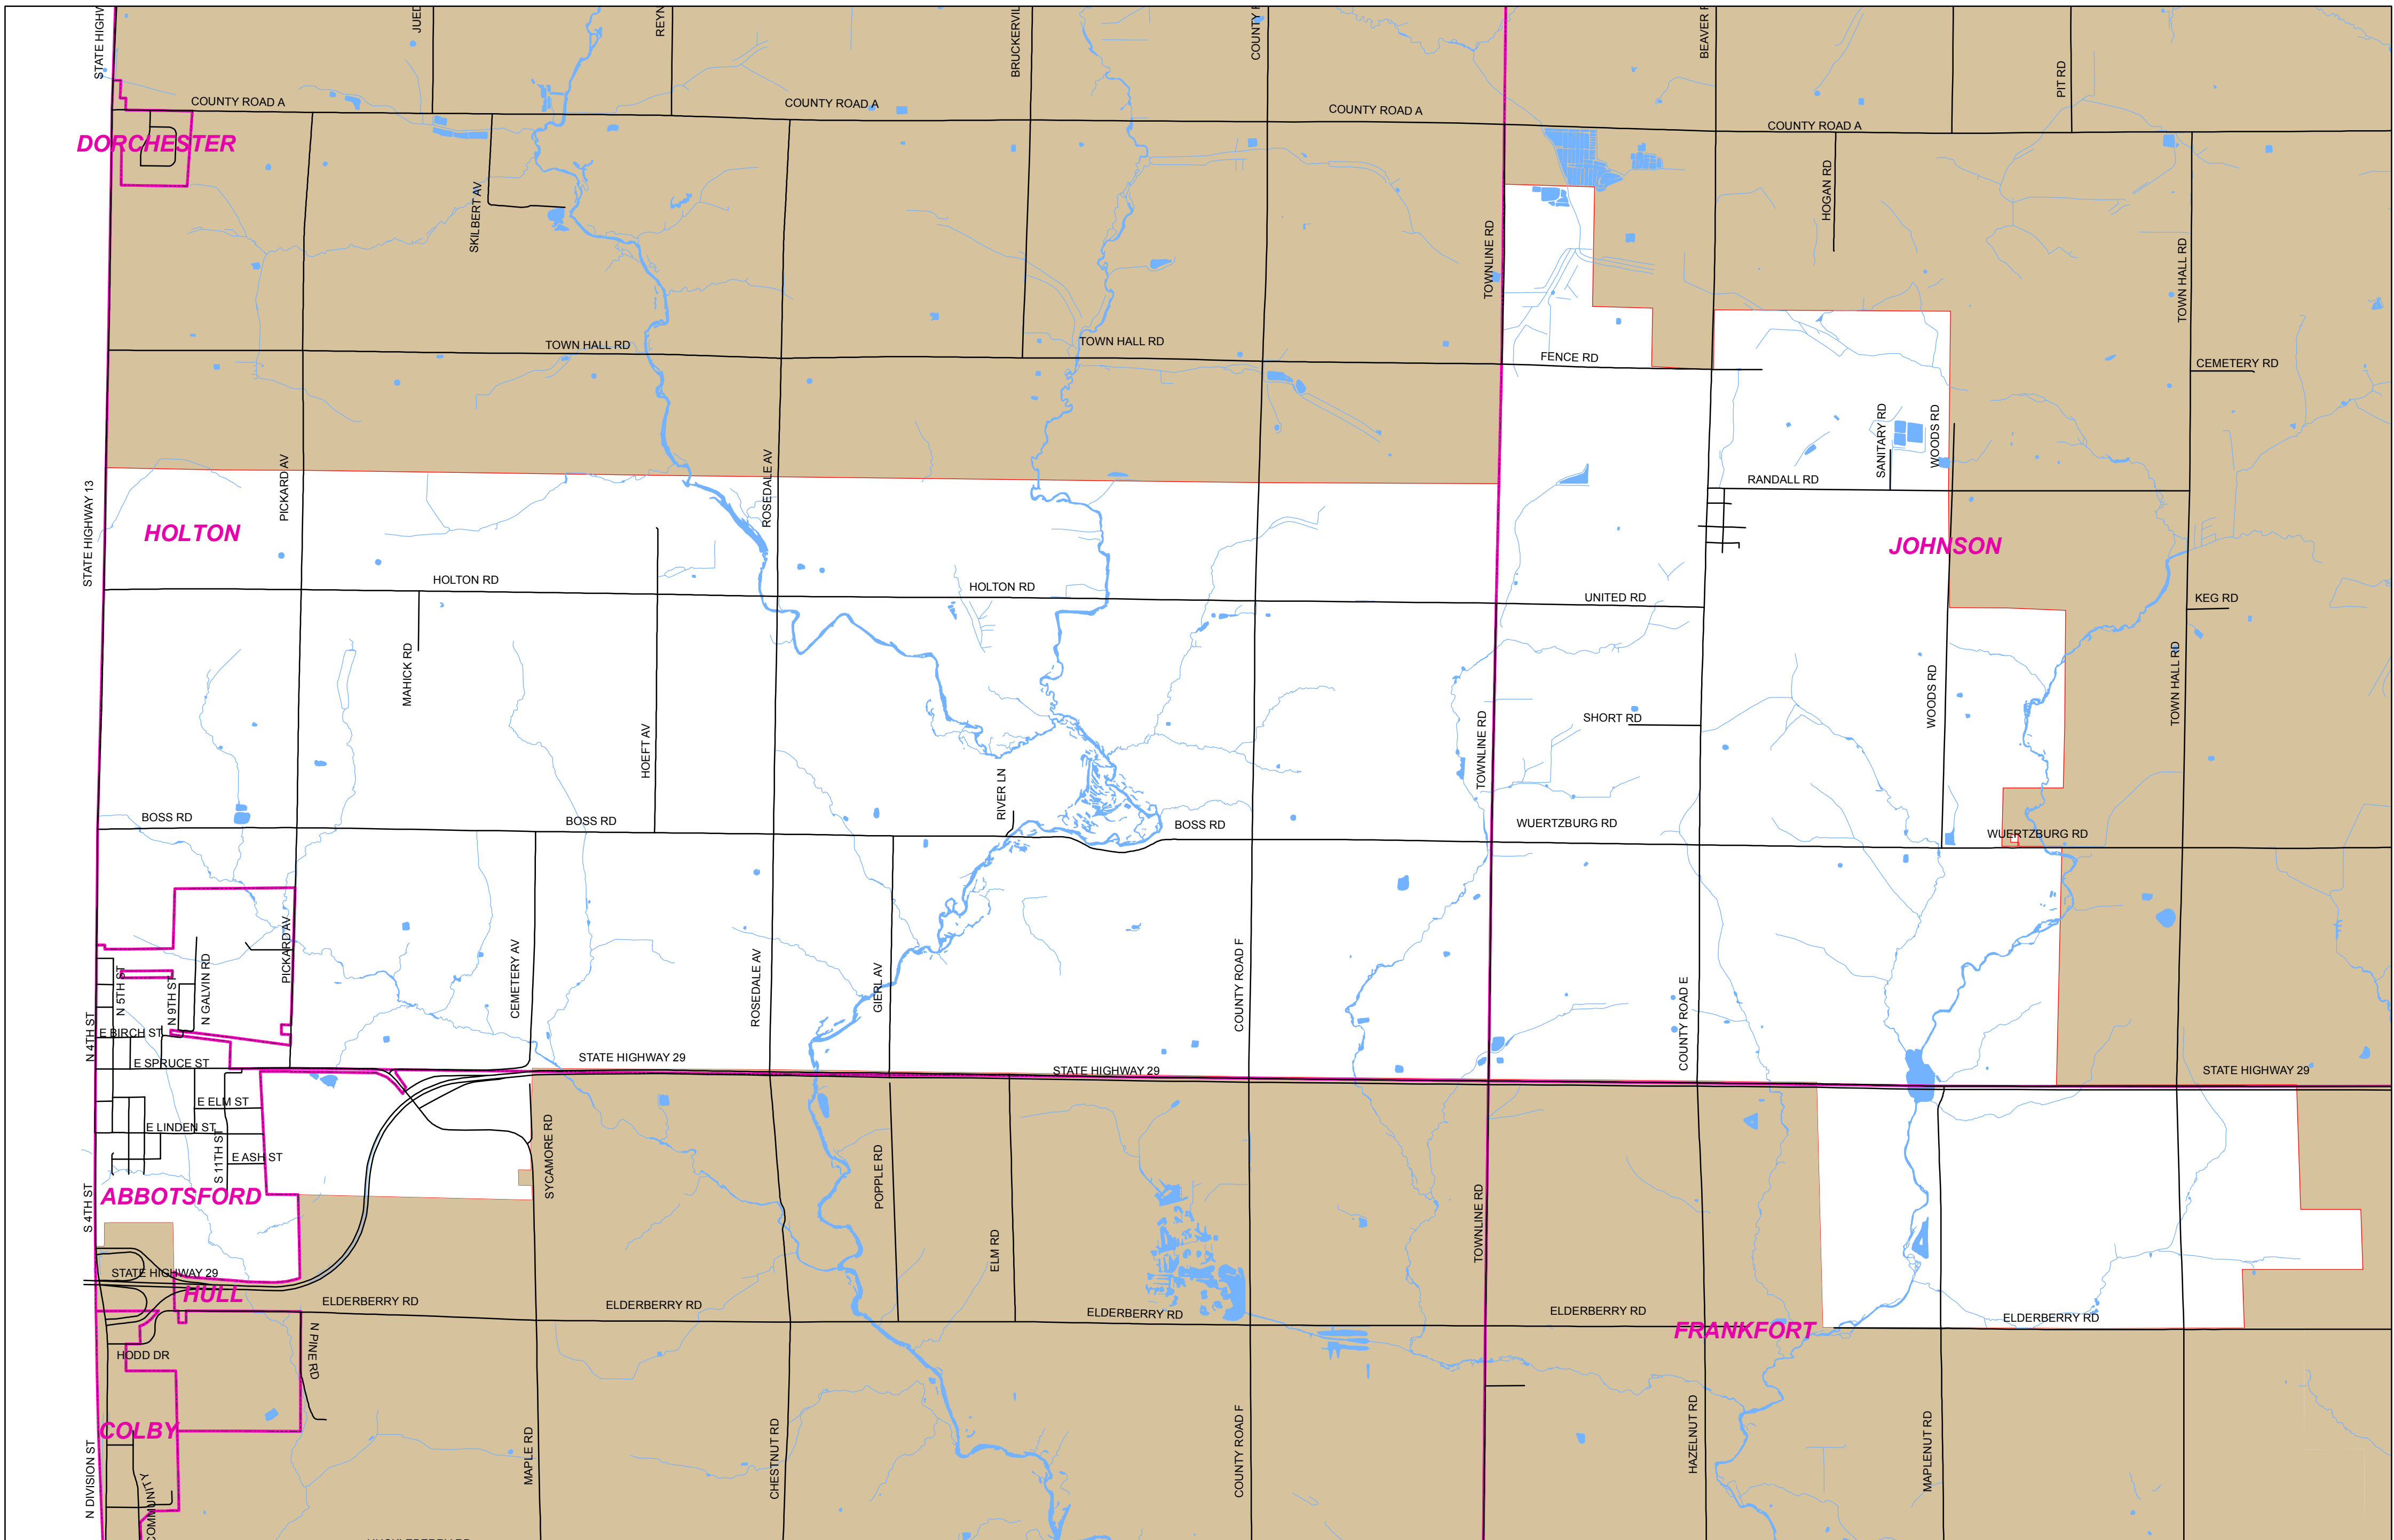 STATE HIGHW
JUED
REYN
BRUCKERVIL
COUNTY R
BEAVER R
PIT RD
COUNTY ROAD A
COUNTY ROAD A
COUNTY ROAD A
COUNTY ROAD A
DORCHESTER
SKILBERT AV
HOGAN RD
TOWNLINE RD
TOWN HALL RD
TOWN HALL RD
TOWN HALL RD
FENCE RD
CEMETERY RD
STATE HIGHWAY 13
PICKARD AV
ROSEDALE AV
SANITARY RD
WOODS RD
RANDALL RD
HOLTON
JOHNSON
HOLTON RD
HOLTON RD
UNITED RD
KEG RD
MAHICK RD
HOEFT AV
RIVER LN
TOWNLINE RD
SHORT RD
WOODS RD
TOWN HALL RD
BOSS RD
BOSS RD
BOSS RD
WUERTZBURG RD
WUERTZBURG RD
PICKARD AV
N 5TH ST
N 9TH ST
N GALVIN RD
CEMETERY AV
ROSEDALE AV
GIERL AV
COUNTY ROAD F
COUNTY ROAD E
N 4TH ST
E BIRCH ST
E SPRUCE ST
STATE HIGHWAY 29
STATE HIGHWAY 29
STATE HIGHWAY 29
E ELM ST
E LINDEN ST
S 11TH ST
E ASH ST
SYCAMORE RD
POPPLE RD
ELM RD
TOWNLINE RD
ABBOTSFORD
S 4TH ST
STATE HIGHWAY 29
HULL
ELDERBERRY RD
ELDERBERRY RD
ELDERBERRY RD
ELDERBERRY RD
ELDERBERRY RD
FRANKFORT
HODD DR
N PINE RD
COLBY
N DIVISION ST
COMMUNITY
MAPLE RD
CHESTNUT RD
COUNTY ROAD F
HAZELNUT RD
MAPLENUT RD